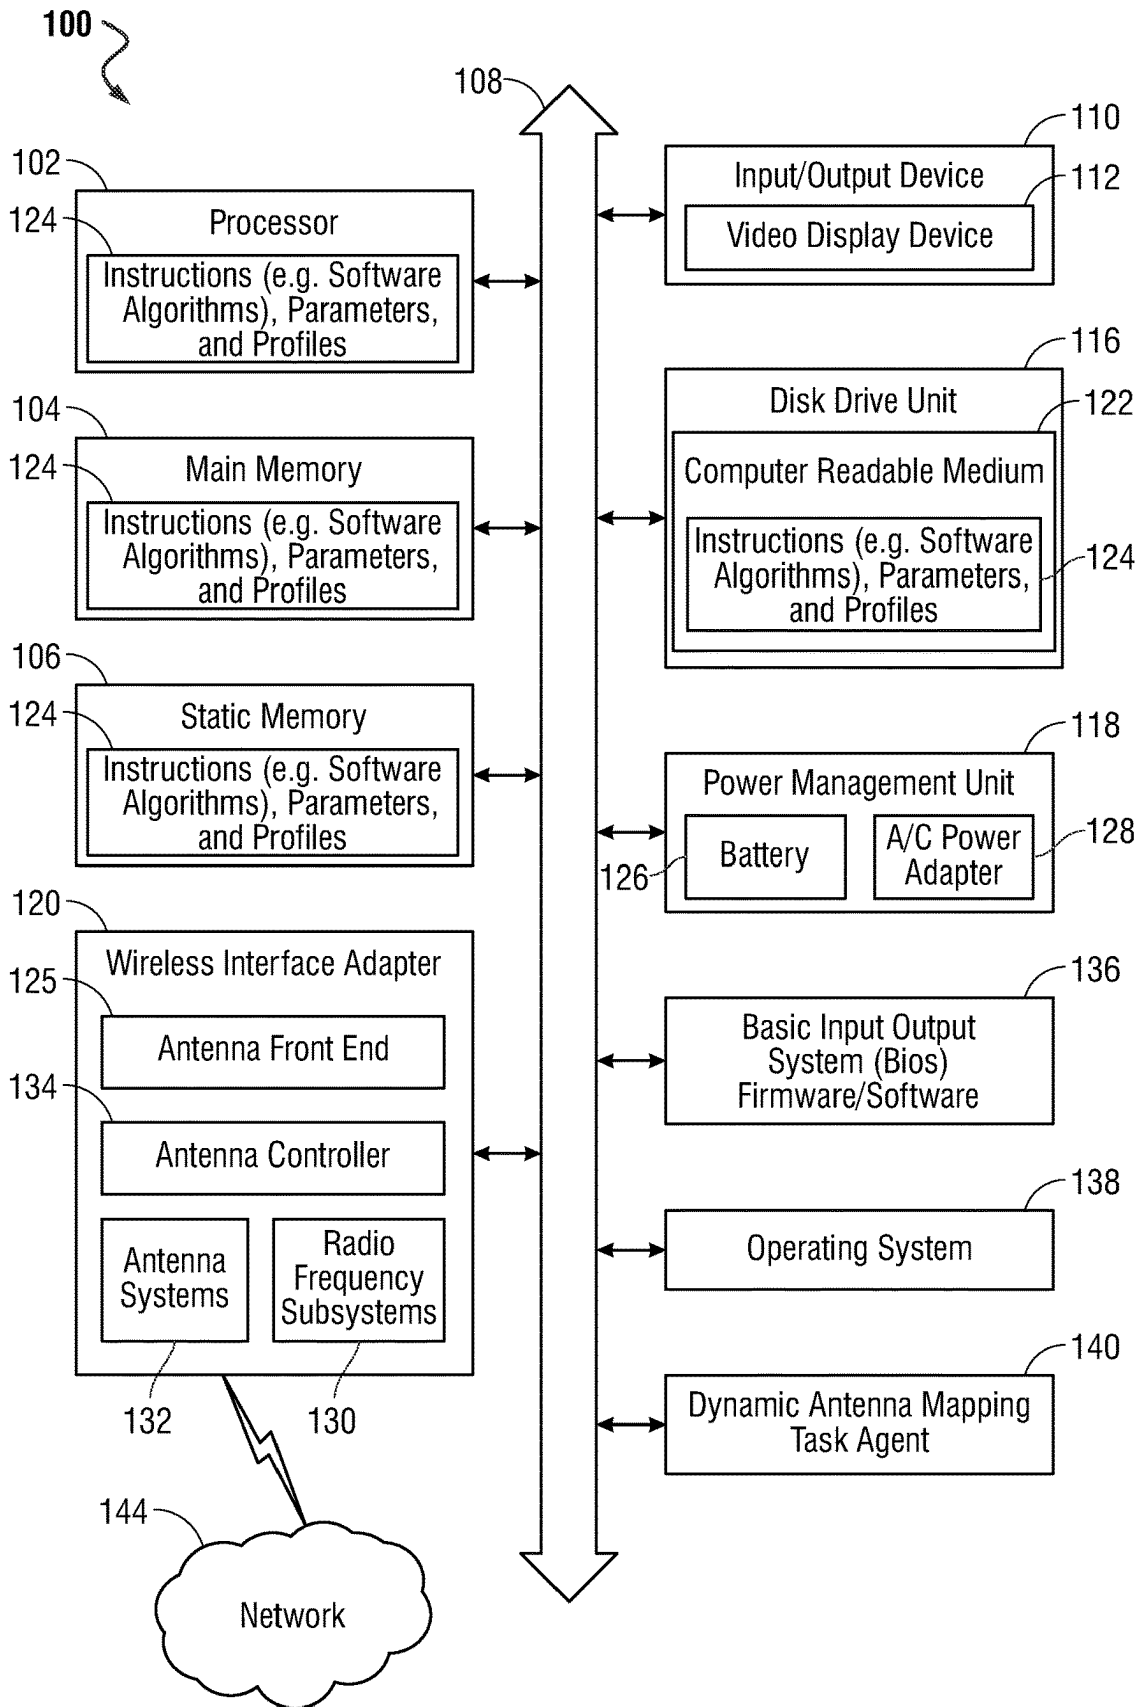 100
108
102
Processor
124
Instructions (e.g. Software
Algorithms), Parameters,
and Profiles
104
Main Memory
124
Instructions (e.g. Software
Algorithms), Parameters,
and Profiles
106
Static Memory
124
Instructions (e.g. Software
Algorithms), Parameters,
and Profiles
120
Wireless Interface Adapter
125
Antenna Front End
134
Antenna Controller
Antenna
Systems
Radio
Frequency
Subsystems
132
130
144
Network
110
Input/Output Device
112
Video Display Device
116
Disk Drive Unit
122
Computer Readable Medium
Instructions (e.g. Software
Algorithms), Parameters,
and Profiles
124
118
Power Management Unit
Battery
126
A/C Power
Adapter
128
136
Basic Input Output
System (Bios)
Firmware/Software
138
Operating System
140
Dynamic Antenna Mapping
Task Agent